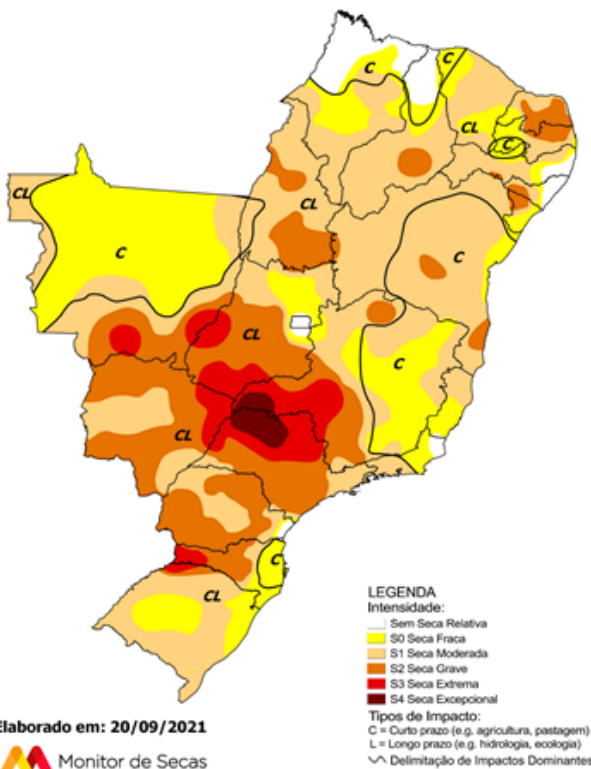 C
C
CL
C
CL
CL
C
C
CL
C
CL
C
CL
LEGENDA
Intensidade:
Sem Seca Relativa
S0 Seca Fraca
S1 Seca Moderada
S2 Seca Grave
S3 Seca Extrema
S4 Seca Excepcional
Tipos de Impacto:
C = Curto prazo (e.g. agricultura, pastagem)
L = Longo prazo (e.g. hidrologia, ecologia)
Delimitação de Impactos Dominantes
Elaborado em: 20/09/2021
Monitor de Secas